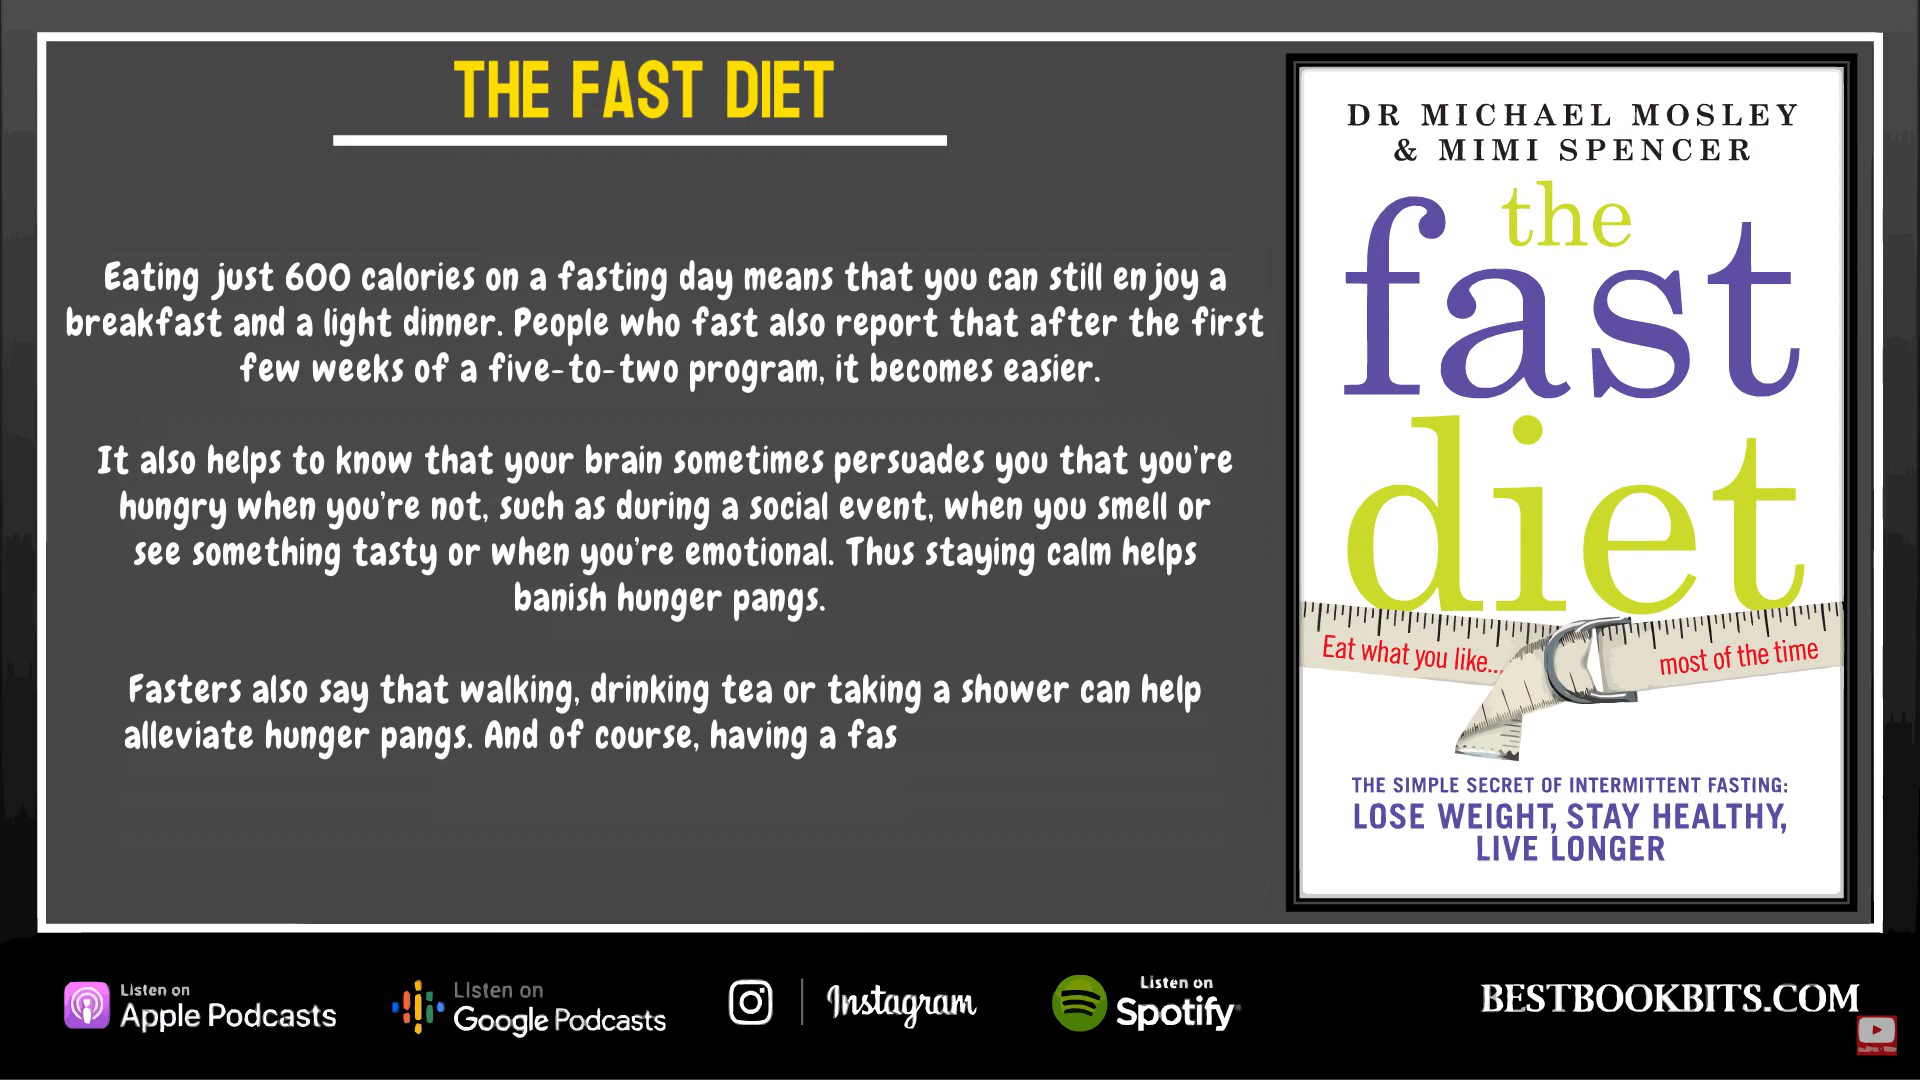 THE FAST DIET
Eating just 600 calories on a fasting day means that you can still enjoy a
breakfast and a light dinner. People who fast also report that after the first
few weeks of a five-to-two program, it becomes easier.
It also helps to know that your brain sometimes persuades you that you're
hungry when you're not, such as during a social event, when you smell or
see something tasty or when you're emotional. Thus staying calm helps
banish hunger pangs.
Fasters also say that walking, drinking tea or taking a shower can help
alleviate hunger pangs. And of course, having a fas
DR MICHAEL MOSLEY
& MIMI SPENCER
the
fast
diet
Eat what you like...
most of the time
THE SIMPLE SECRET OF INTERMITTENT FASTING:
LOSE WEIGHT, STAY HEALTHY,
LIVE LONGER
Listen on
Apple Podcasts
Listen on
Google Podcasts
Instagram
Listen on
Spotify
BESTBOOKBITS.COM